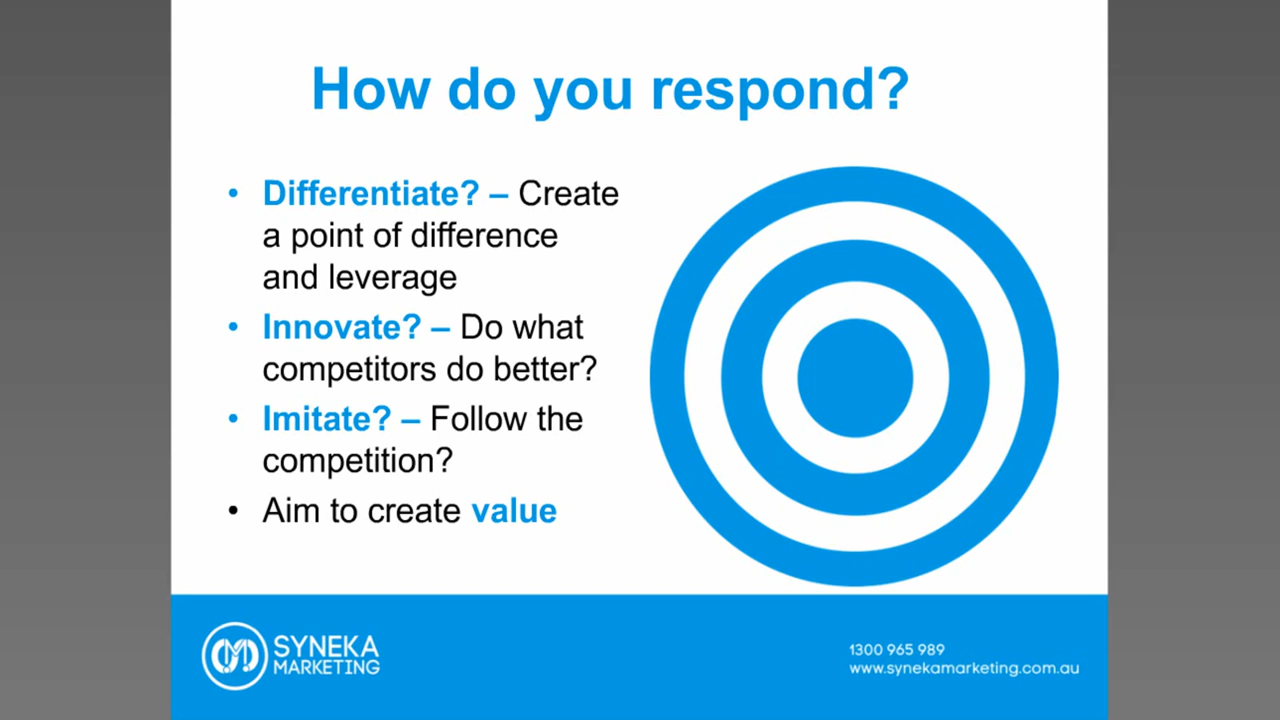 How do you respond?
• Differentiate? – Create
a point of difference
and leverage
• Innovate? – Do what
competitors do better?
• Imitate? – Follow the
competition?
• Aim to create value
SYNEKA
MARKETING
1300 965 989
www.synekamarketing.com.au